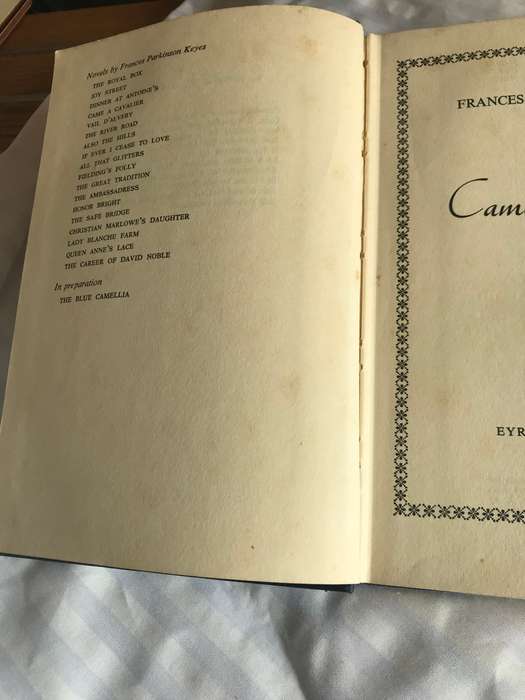 Novels by Frances Parkinson Keyes
THE ROYAL BOX
JOY STREET
DINNER AT ANTOINE'S
CAME A CAVALIER
VAIL D'ALVERY
THE RIVER ROAD
ALSO THE HILLS
IF EVER I CEASE TO LOVE
ALL THAT GLITTERS
FIELDING'S FOLLY
THE GREAT TRADITION
THE AMBASSADRESS
HONOR BRIGHT
THE SAFE BRIDGE
CHRISTIAN MARLOWE'S DAUGHTER
LADY BLANCHE FARM
QUEEN ANNE'S LACE
THE CAREER OF DAVID NOBLE
In preparation
THE BLUE CAMELLIA
FRANCES
Came
EYR